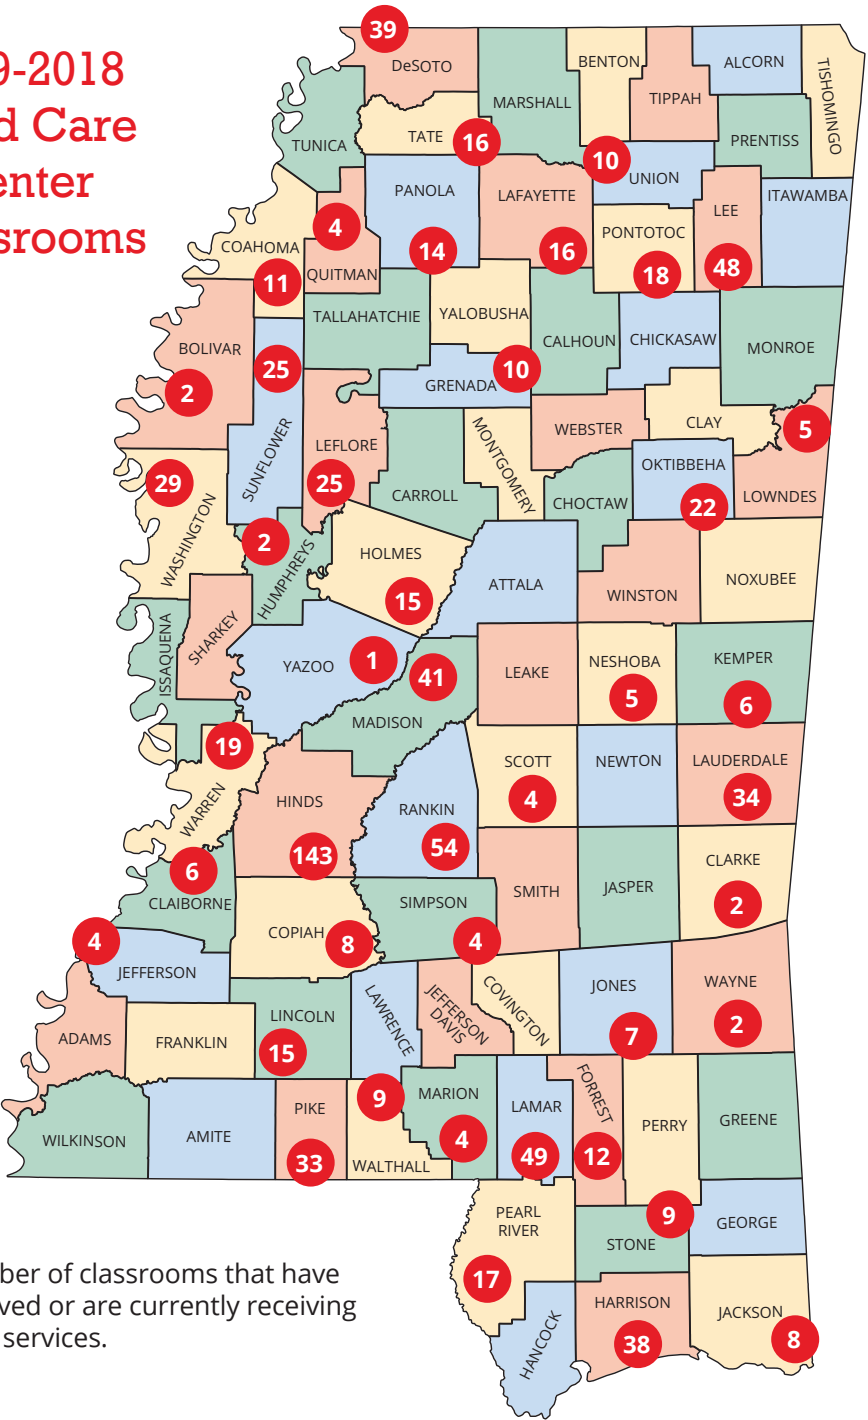 9-2018
d Care
enter
ssrooms
39
DeSOTO
MARSHALL
BENTON
TIPPAH
ALCORN
TISHOMINGO
TUNICA
TATE
16
10
UNION
PRENTISS
PANOLA
14
LAFAYETTE
16
PONTOTOC
18
LEE
48
ITAWAMBA
COAHOMA
11
4
QUITMAN
TALLAHATCHIE
YALOBUSHA
CALHOUN
CHICKASAW
MONROE
BOLIVAR
2
25
SUNFLOWER
GRENADA
10
LEFLORE
25
CARROLL
MONTGOMERY
WEBSTER
CLAY
5
LOWNDES
OKTIBBEHA
22
CHOCTAW
29
WASHINGTON
2
HUMPHREYS
HOLMES
15
ATTALA
WINSTON
NOXUBEE
ISSAQUENA
SHARKEY
YAZOO
1
41
MADISON
LEAKE
NESHOBA
5
KEMPER
6
19
WARREN
HINDS
143
RANKIN
54
SCOTT
4
NEWTON
LAUDERDALE
34
6
CLAIBORNE
COPIAH
8
SIMPSON
4
SMITH
JASPER
CLARKE
2
4
JEFFERSON
ADAMS
FRANKLIN
LINCOLN
15
LAWRENCE
JEFFERSON
DAVIS
COVINGTON
JONES
7
WAYNE
2
WILKINSON
AMITE
PIKE
33
9
WALTHALL
MARION
4
LAMAR
49
FORREST
12
PERRY
GREENE
PEARL
RIVER
17
9
STONE
GEORGE
HANCOCK
HARRISON
38
JACKSON
8
ber of classrooms that have
ved or are currently receiving
services.